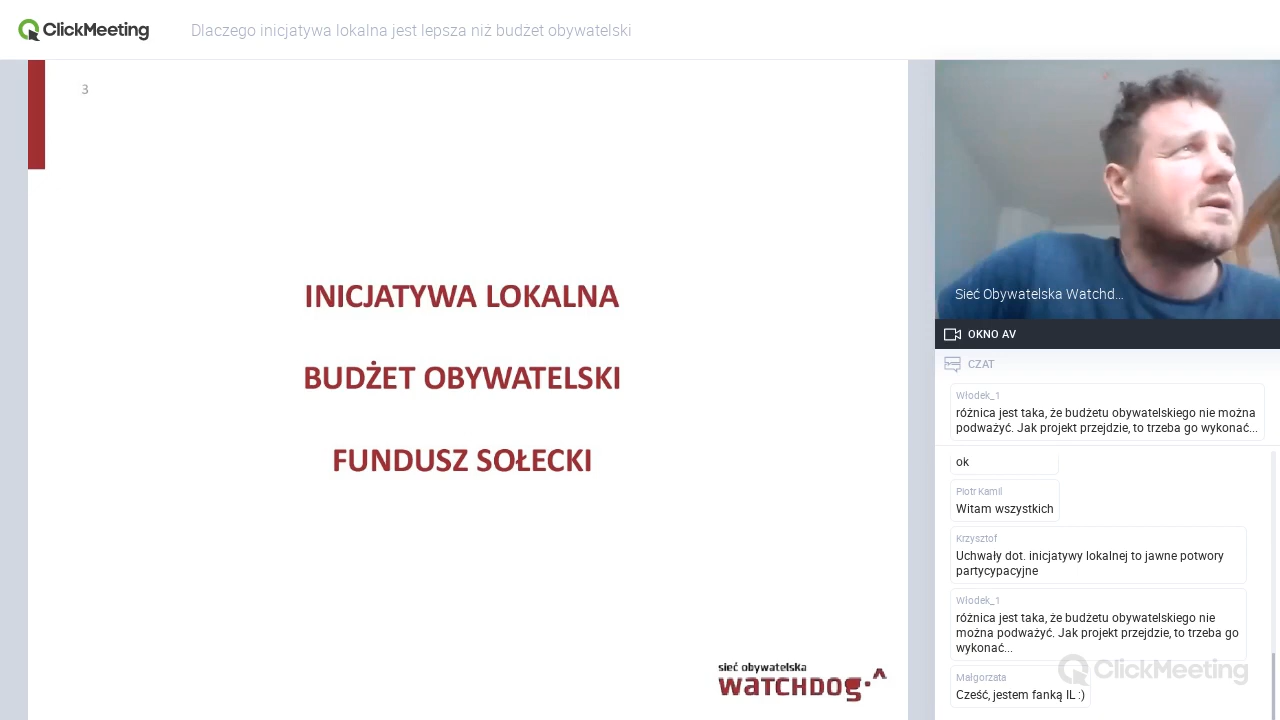 ClickMeeting
Dlaczego inicjatywa lokalna jest lepsza niż budżet obywatelski
3
INICJATYWA LOKALNA
BUDŻET OBYWATELSKI
FUNDUSZ SOŁECKI
sieć obywatelska
WATCHDOG
Sieć Obywatelska Watchd...
OKNO AV
CZAT
Włodek_1
różnica jest taka, że budżetu obywatelskiego nie można
podważyć. Jak projekt przejdzie, to trzeba go wykonać...
ok
Piotr Kamil
Witam wszystkich
Krzysztof
Uchwały dot. inicjatywy lokalnej to jawne potwory
partycypacyjne
Włodek_1
różnica jest taka, że budżetu obywatelskiego nie
można podważyć. Jak projekt przejdzie, to trzeba go
wykonać...
ClickMeeting
Małgorzata
Cześć, jestem fanką IL :)